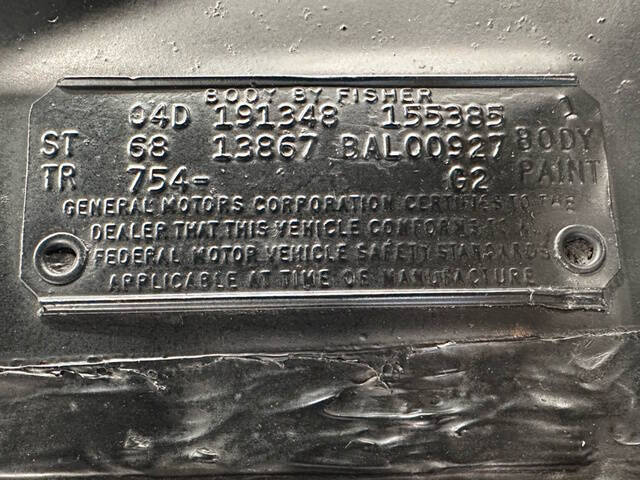 BODY BY FISHER
04D 191348 155385 1
ST 68 13867 BAL00927 BODY
TR 754- G2 PAINT
GENERAL MOTORS CORPORATION CERTIFIES TO THE
DEALER THAT THIS VEHICLE CONFORMS TO
FEDERAL MOTOR VEHICLE SAFETY STANDARDS
APPLICABLE AT TIME OF MANUFACTURE